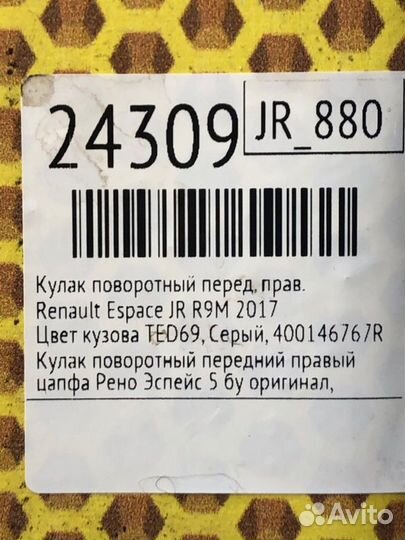 24309
JR_880
Кулак поворотный перед, прав.
Renault Espace JR R9M 2017
Цвет кузова TED69, Серый, 400146767R
Кулак поворотный передний правый
цапфа Рено Эспейс 5 бу оригинал,
Avito